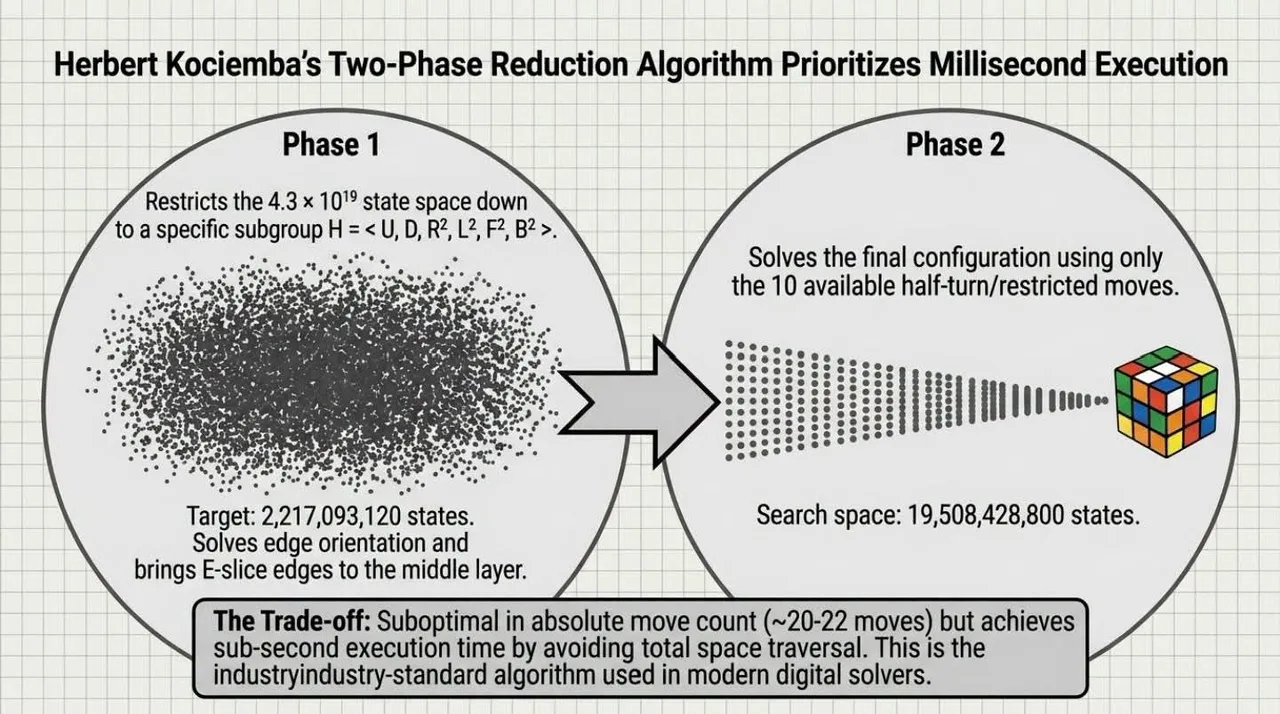 Herbert Kociemba's Two-Phase Reduction Algorithm Prioritizes Millisecond Execution
Phase 1
Restricts the 4.3 × 10¹⁹ state space down
to a specific subgroup H = < U, D, R², L², F², B² >.
Target: 2,217,093,120 states.
Solves edge orientation and
brings E-slice edges to the middle layer.
Phase 2
Solves the final configuration using only
the 10 available half-turn/restricted moves.
Search space: 19,508,428,800 states.
The Trade-off: Suboptimal in absolute move count (~20-22 moves) but achieves
sub-second execution time by avoiding total space traversal. This is the
industryindustry-standard algorithm used in modern digital solvers.